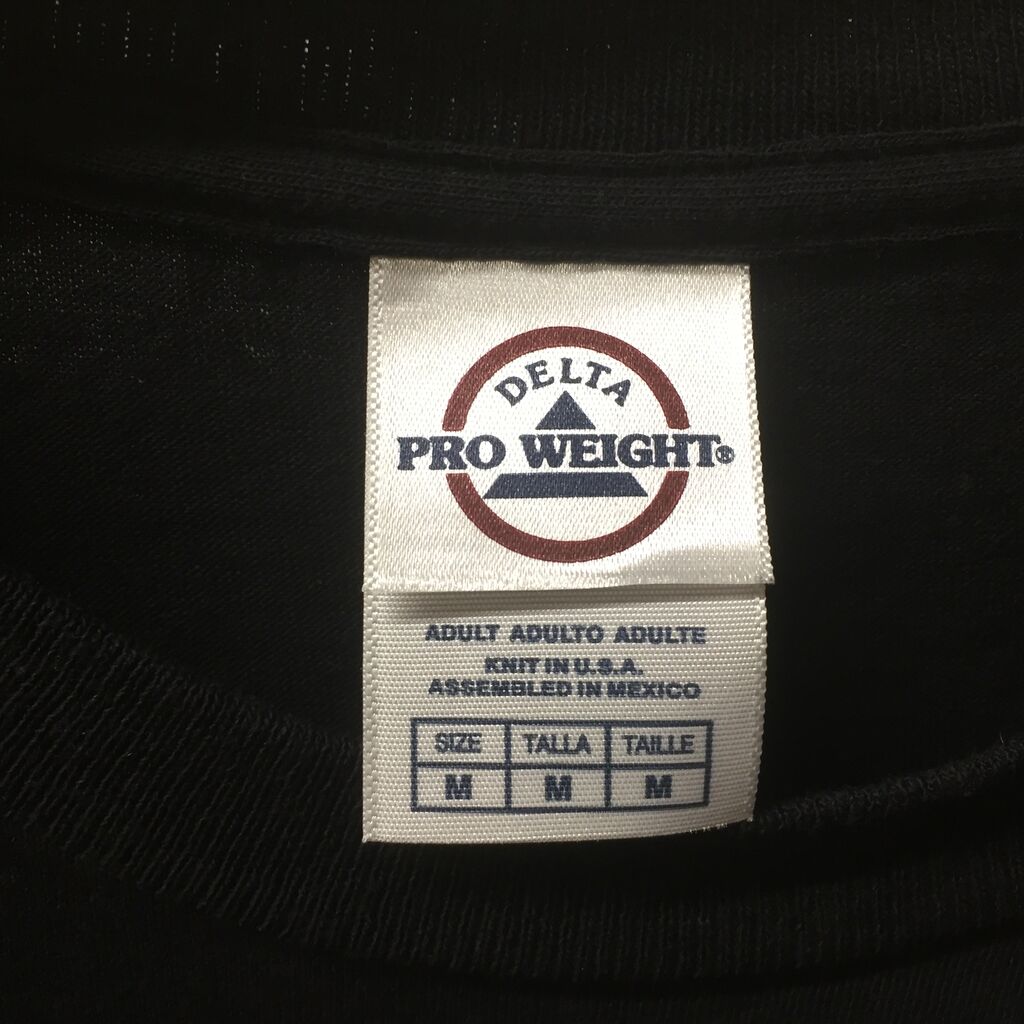 DELTA
PRO WEIGHT®
ADULT ADULTO ADULTE
KNIT IN U.S.A.
ASSEMBLED IN MEXICO
SIZE TALLA TAILLE
M M M